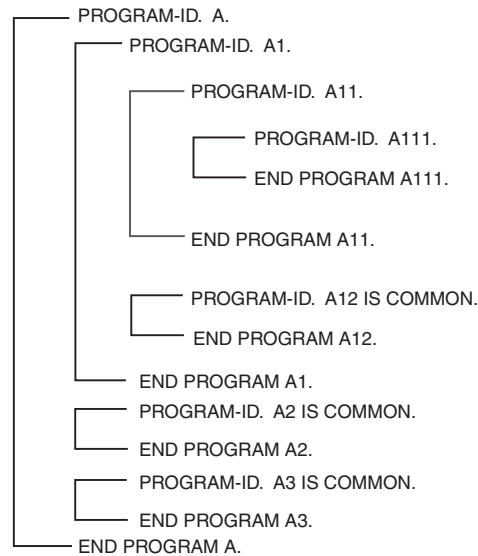 PROGRAM-ID. A.
PROGRAM-ID. A1.
PROGRAM-ID. A11.
PROGRAM-ID. A111.
END PROGRAM A111.
END PROGRAM A11.
PROGRAM-ID. A12 IS COMMON.
END PROGRAM A12.
END PROGRAM A1.
PROGRAM-ID. A2 IS COMMON.
END PROGRAM A2.
PROGRAM-ID. A3 IS COMMON.
END PROGRAM A3.
END PROGRAM A.